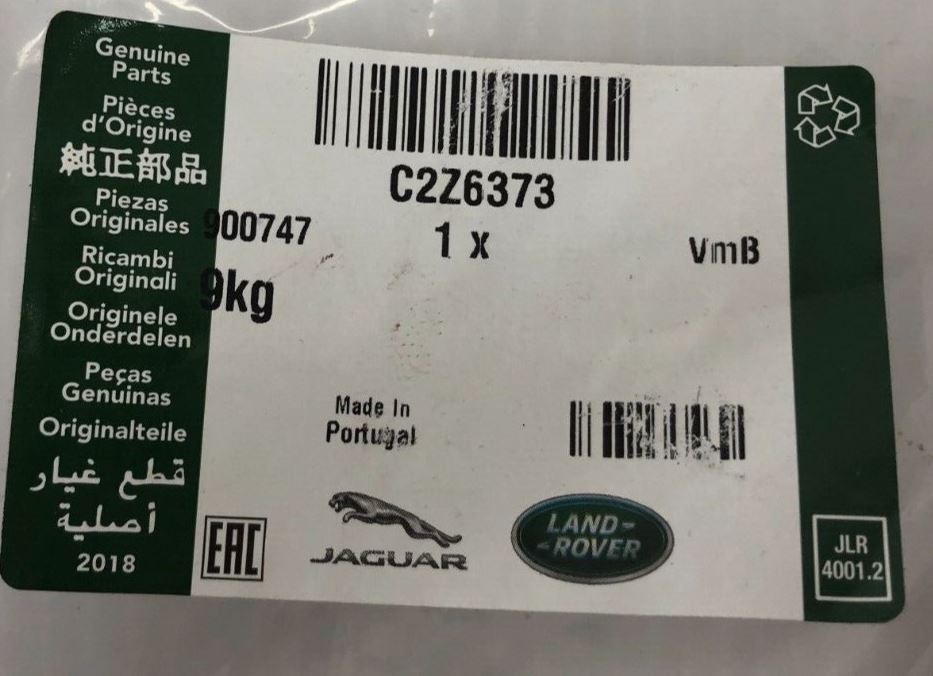 Genuine
Parts
Pièces
d'Origine
純正部品
Piezas
Originales
Ricambi
Originali
Originele
Onderdelen
Peças
Genuinas
Originalteile
قطع غيار
أصلية
2018
C2Z6373
900747
1 x
VmB
9kg
Made In
Portugal
EAC
JAGUAR
LAND-
-ROVER
JLR
4001.2